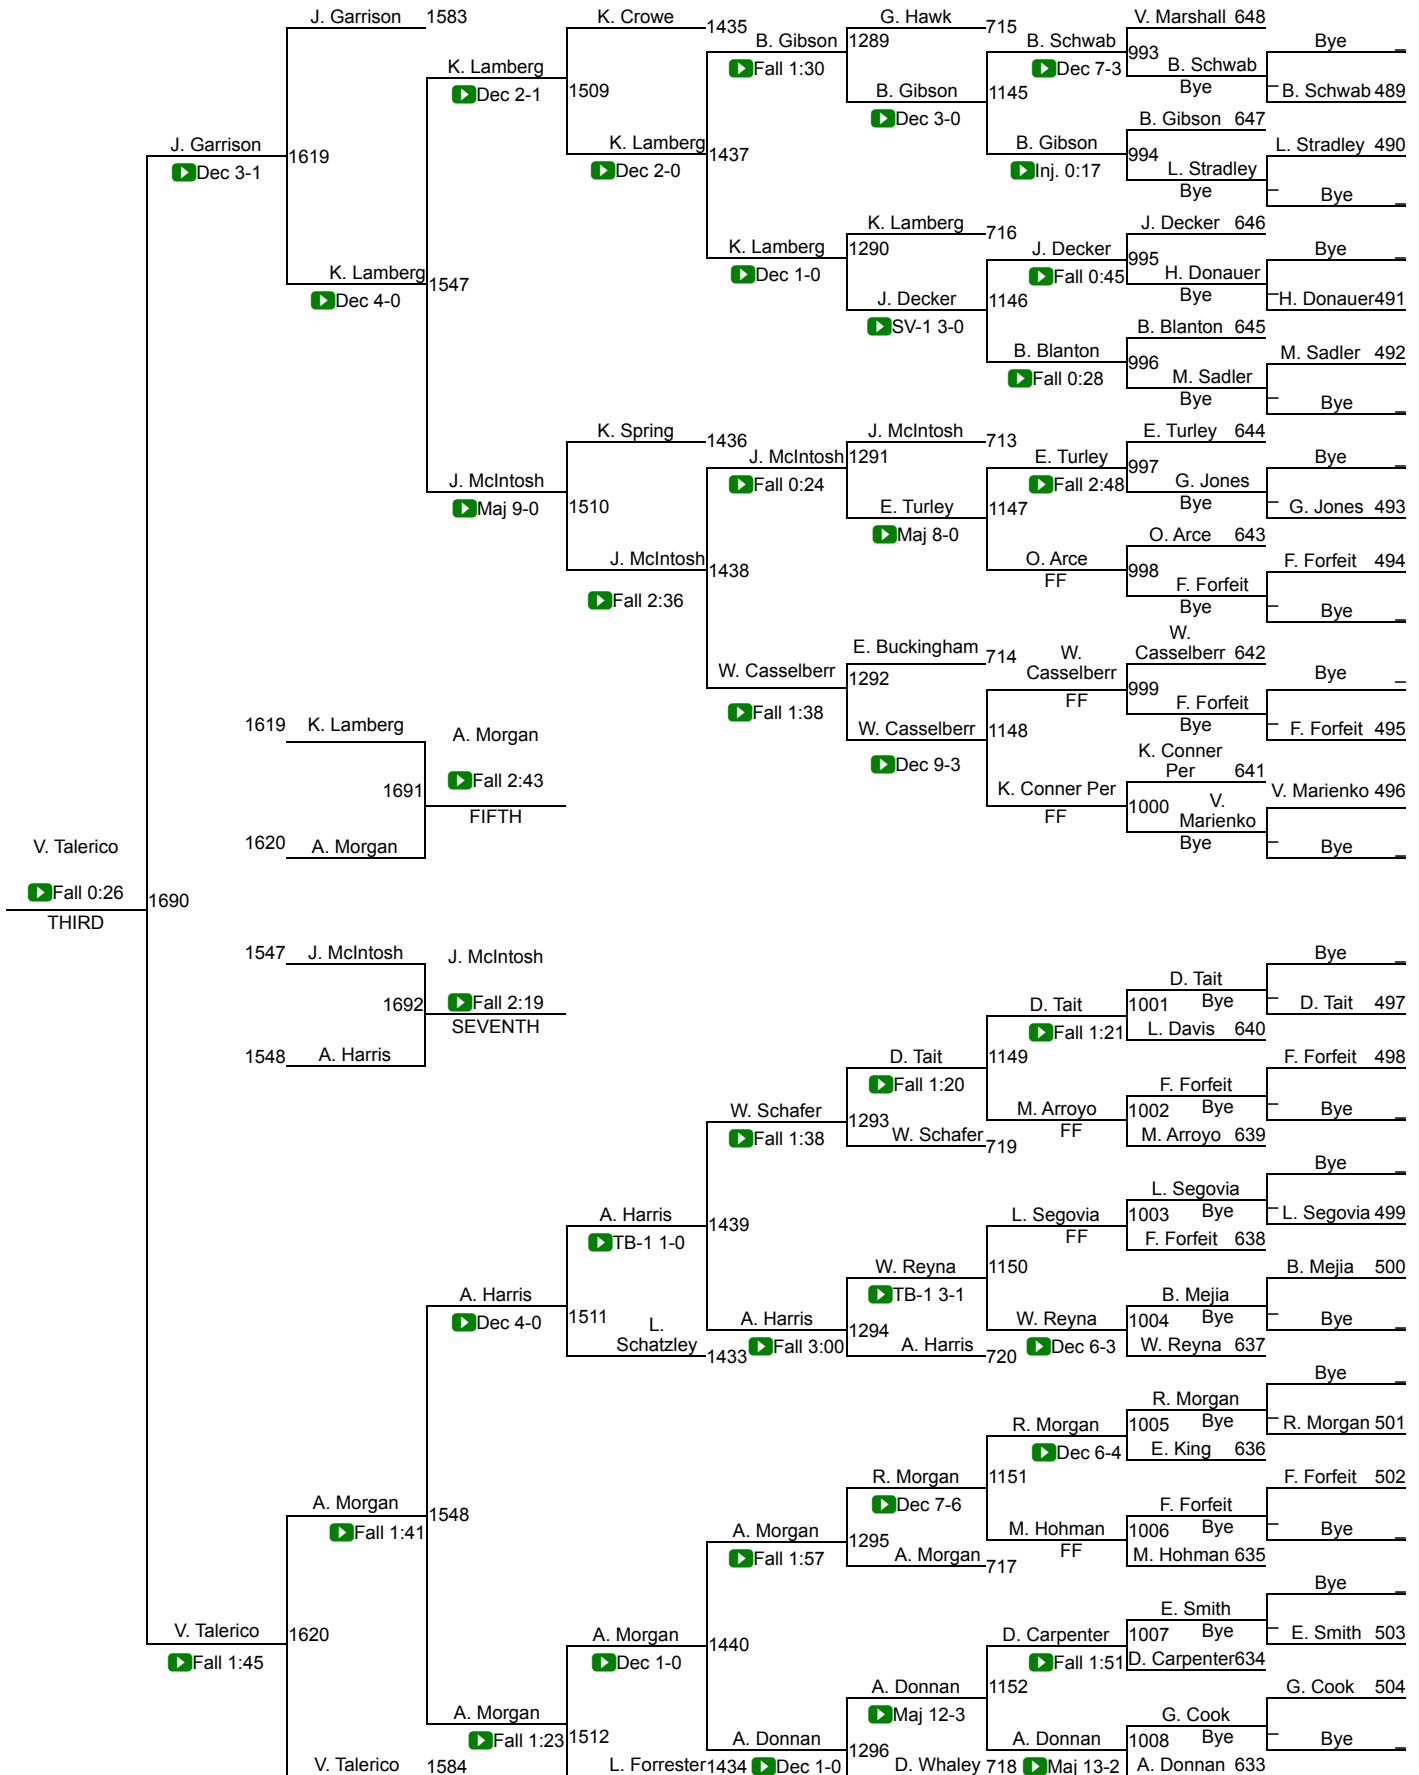 J. Garrison 1583
K. Crowe
1435
G. Hawk
715
V. Marshall 648
B. Gibson 1289
B. Schwab
993
Bye _
Fall 1:30
Dec 7-3
B. Schwab
Bye
K. Lamberg
Dec 2-1
1509
B. Gibson
1145
B. Schwab 489
Dec 3-0
B. Gibson 647
J. Garrison
1619
K. Lamberg
1437
B. Gibson
994
L. Stradley 490
Dec 3-1
Dec 2-0
Inj. 0:17
L. Stradley
Bye
Bye _
K. Lamberg
716
J. Decker 646
K. Lamberg
1290
J. Decker
995
Bye _
Dec 1-0
Fall 0:45
H. Donauer
Bye
K. Lamberg
1547
Dec 4-0
J. Decker
1146
H. Donauer 491
SV-1 3-0
B. Blanton 645
B. Blanton
996
M. Sadler 492
Fall 0:28
M. Sadler
Bye
Bye _
K. Spring
1436
J. McIntosh
713
E. Turley 644
J. McIntosh 1291
E. Turley
997
Bye _
Fall 0:24
Fall 2:48
G. Jones
Bye
J. McIntosh
Maj 9-0
1510
E. Turley
1147
G. Jones 493
Maj 8-0
O. Arce 643
J. McIntosh
1438
O. Arce
FF
998
F. Forfeit 494
Fall 2:36
F. Forfeit
Bye
Bye _
E. Buckingham
714
W.
Casselberr
FF
W.
Casselberr 642
W. Casselberr
1292
999
Bye _
Fall 1:38
F. Forfeit
Bye
W. Casselberr
1148
F. Forfeit 495
Dec 9-3
K. Conner
Per 641
K. Conner Per
FF
1000
V. Marienko 496
V.
Marienko
Bye
Bye _
1619 K. Lamberg
A. Morgan
1691
Fall 2:43
FIFTH
1620 A. Morgan
V. Talerico
Fall 0:26
THIRD
1690
1547 J. McIntosh
J. McIntosh
1692
Fall 2:19
SEVENTH
1548 A. Harris
Bye _
D. Tait
Bye
D. Tait
1001
D. Tait 497
Fall 1:21
L. Davis 640
D. Tait
1149
F. Forfeit 498
Fall 1:20
F. Forfeit
Bye
W. Schafer
1293
M. Arroyo
FF
1002
Bye _
Fall 1:38
W. Schafer
719
M. Arroyo 639
Bye _
L. Segovia
Bye
A. Harris
1439
L. Segovia
FF
1003
L. Segovia 499
TB-1 1-0
F. Forfeit 638
W. Reyna
1150
B. Mejia 500
TB-1 3-1
B. Mejia
Bye
A. Harris
Dec 4-0
1511
A. Harris
1294
W. Reyna
1004
Bye _
L.
Schatzley
1433
Fall 3:00
A. Harris
720
Dec 6-3
W. Reyna 637
Bye _
R. Morgan
Bye
R. Morgan
1005
R. Morgan 501
Dec 6-4
E. King 636
R. Morgan
1151
F. Forfeit 502
Dec 7-6
A. Morgan
1548
Fall 1:41
F. Forfeit
Bye
A. Morgan
1295
M. Hohman
FF
1006
Bye _
Fall 1:57
A. Morgan
717
M. Hohman 635
Bye _
E. Smith
Bye
V. Talerico
1620
A. Morgan
1440
D. Carpenter
1007
E. Smith 503
Fall 1:45
Dec 1-0
Fall 1:51
D. Carpenter 634
A. Donnan
1152
G. Cook 504
Maj 12-3
G. Cook
Bye
A. Morgan
1512
A. Donnan
1296
A. Donnan
1008
Bye _
Fall 1:23
V. Talerico 1584
L. Forrester 1434
Dec 1-0
D. Whaley 718
Maj 13-2
A. Donnan 633